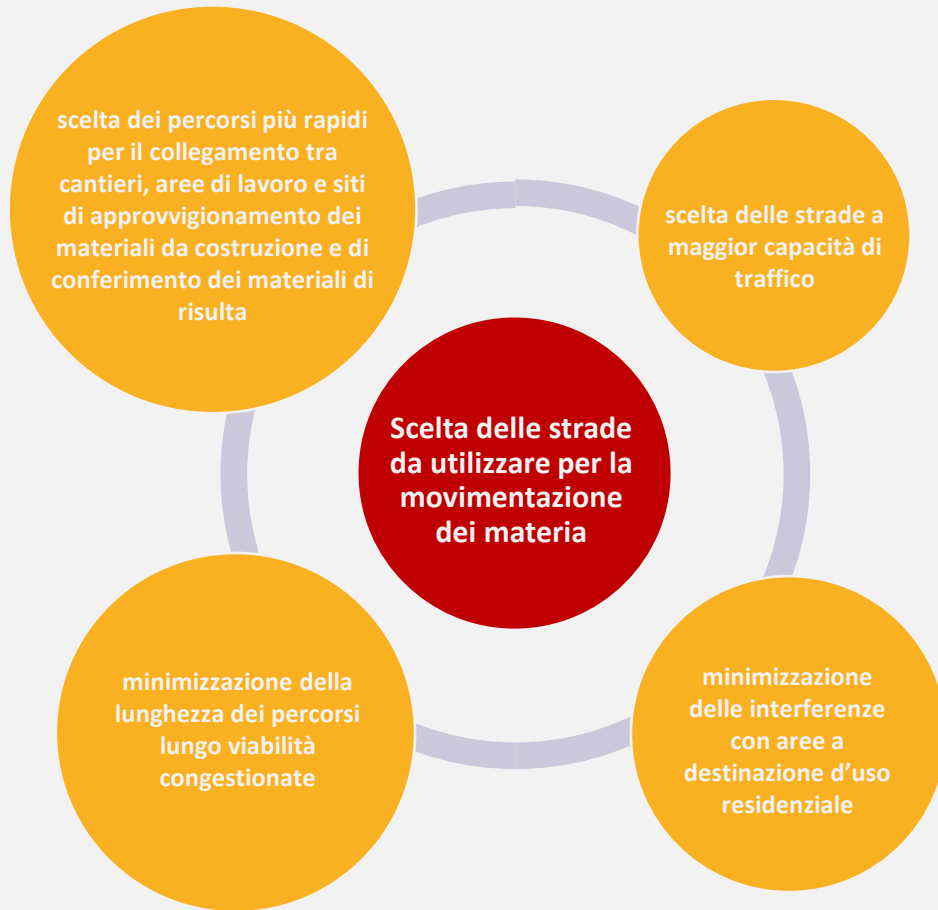 scelta dei percorsi più rapidi
per il collegamento tra
cantieri, aree di lavoro e siti
di approvvigionamento dei
materiali da costruzione e di
conferimento dei materiali di
risulta
scelta delle strade a
maggior capacità di
traffico
Scelta delle strade
da utilizzare per la
movimentazione
dei materia
minimizzazione della
lunghezza dei percorsi
lungo viabilità
congestionate
minimizzazione
delle interferenze
con aree a
destinazione d’uso
residenziale